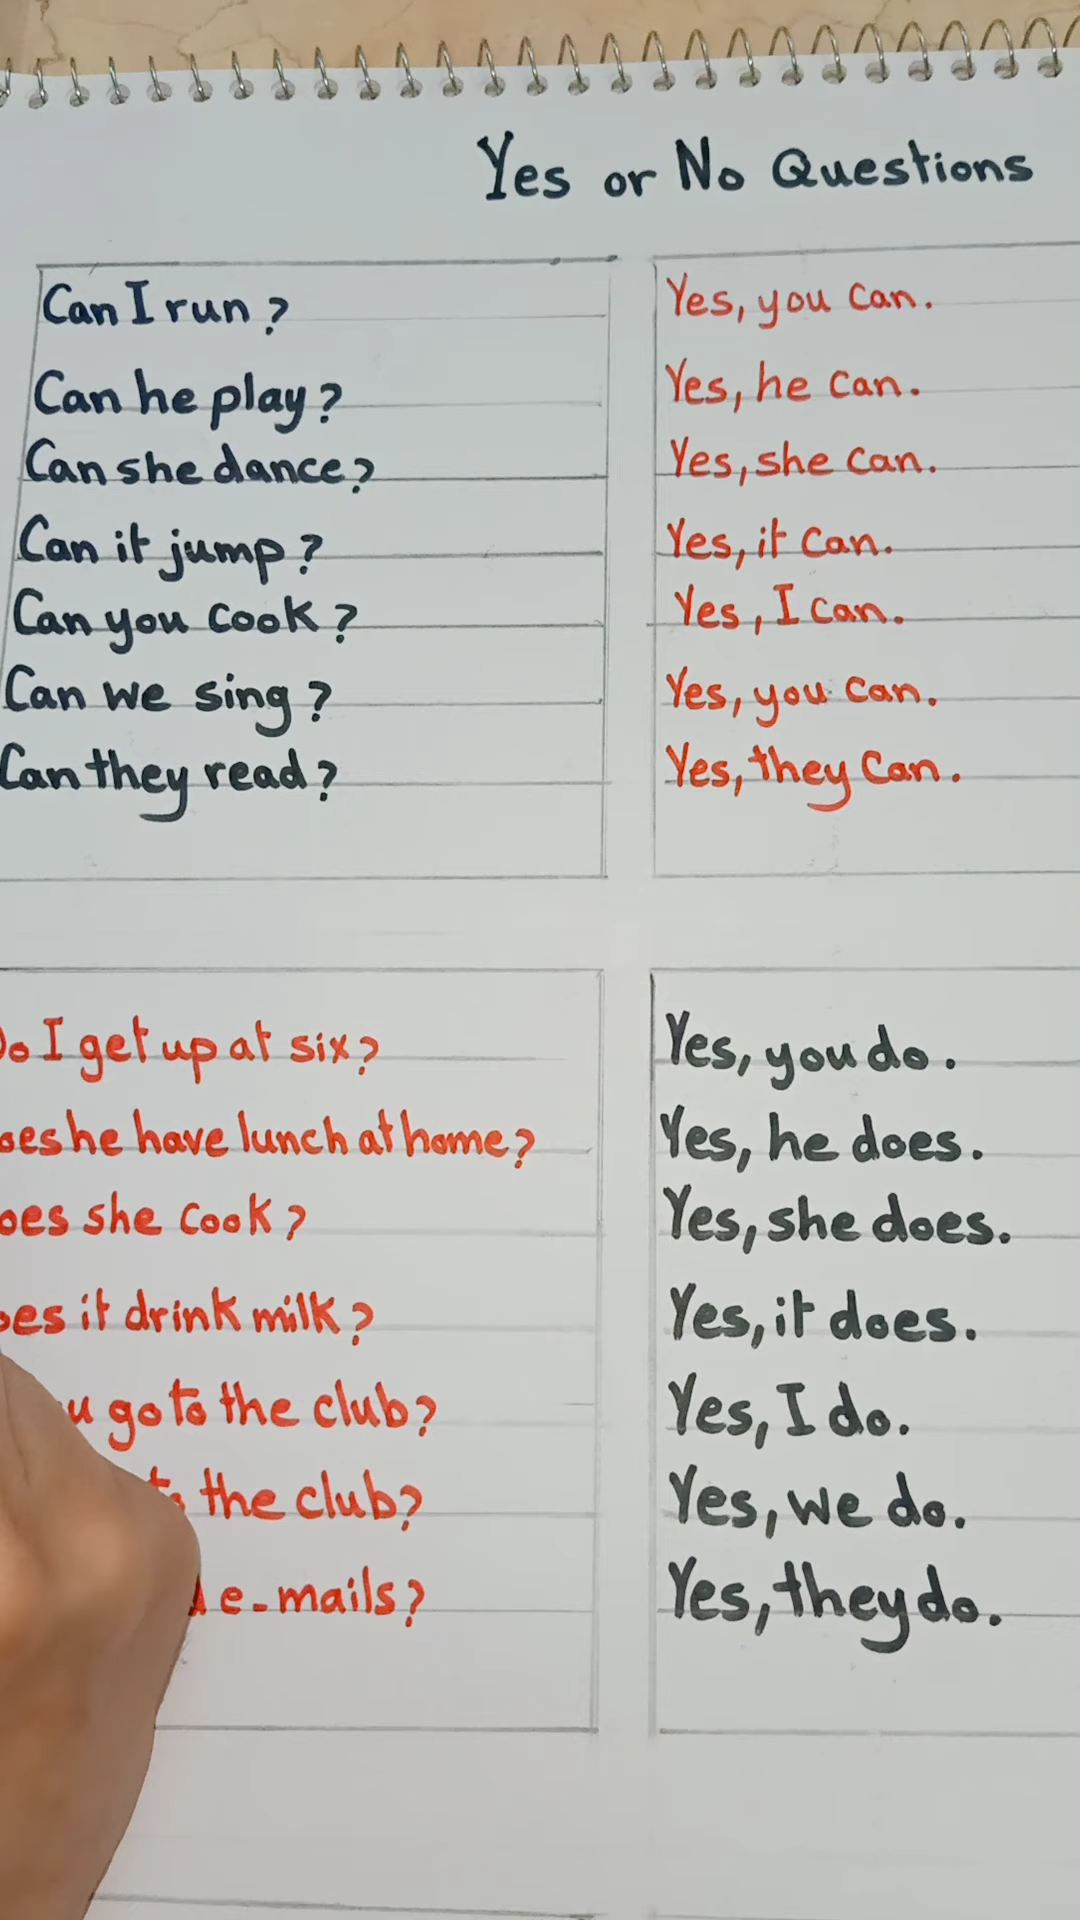 Yes or No Questions
Can I run?
Yes, you can.
Can he play?
Yes, he can.
Can she dance?
Yes, she can.
Can it jump?
Yes, it can.
Can you cook?
Yes, I can.
Can we sing?
Yes, you can.
Can they read?
Yes, they can.
I get up at six?
Yes, you do.
he have lunch at home?
Yes, he does.
she cook?
Yes, she does.
it drink milk?
Yes, it does.
go to the club?
Yes, I do.
the club?
Yes, we do.
e-mails?
Yes, they do.